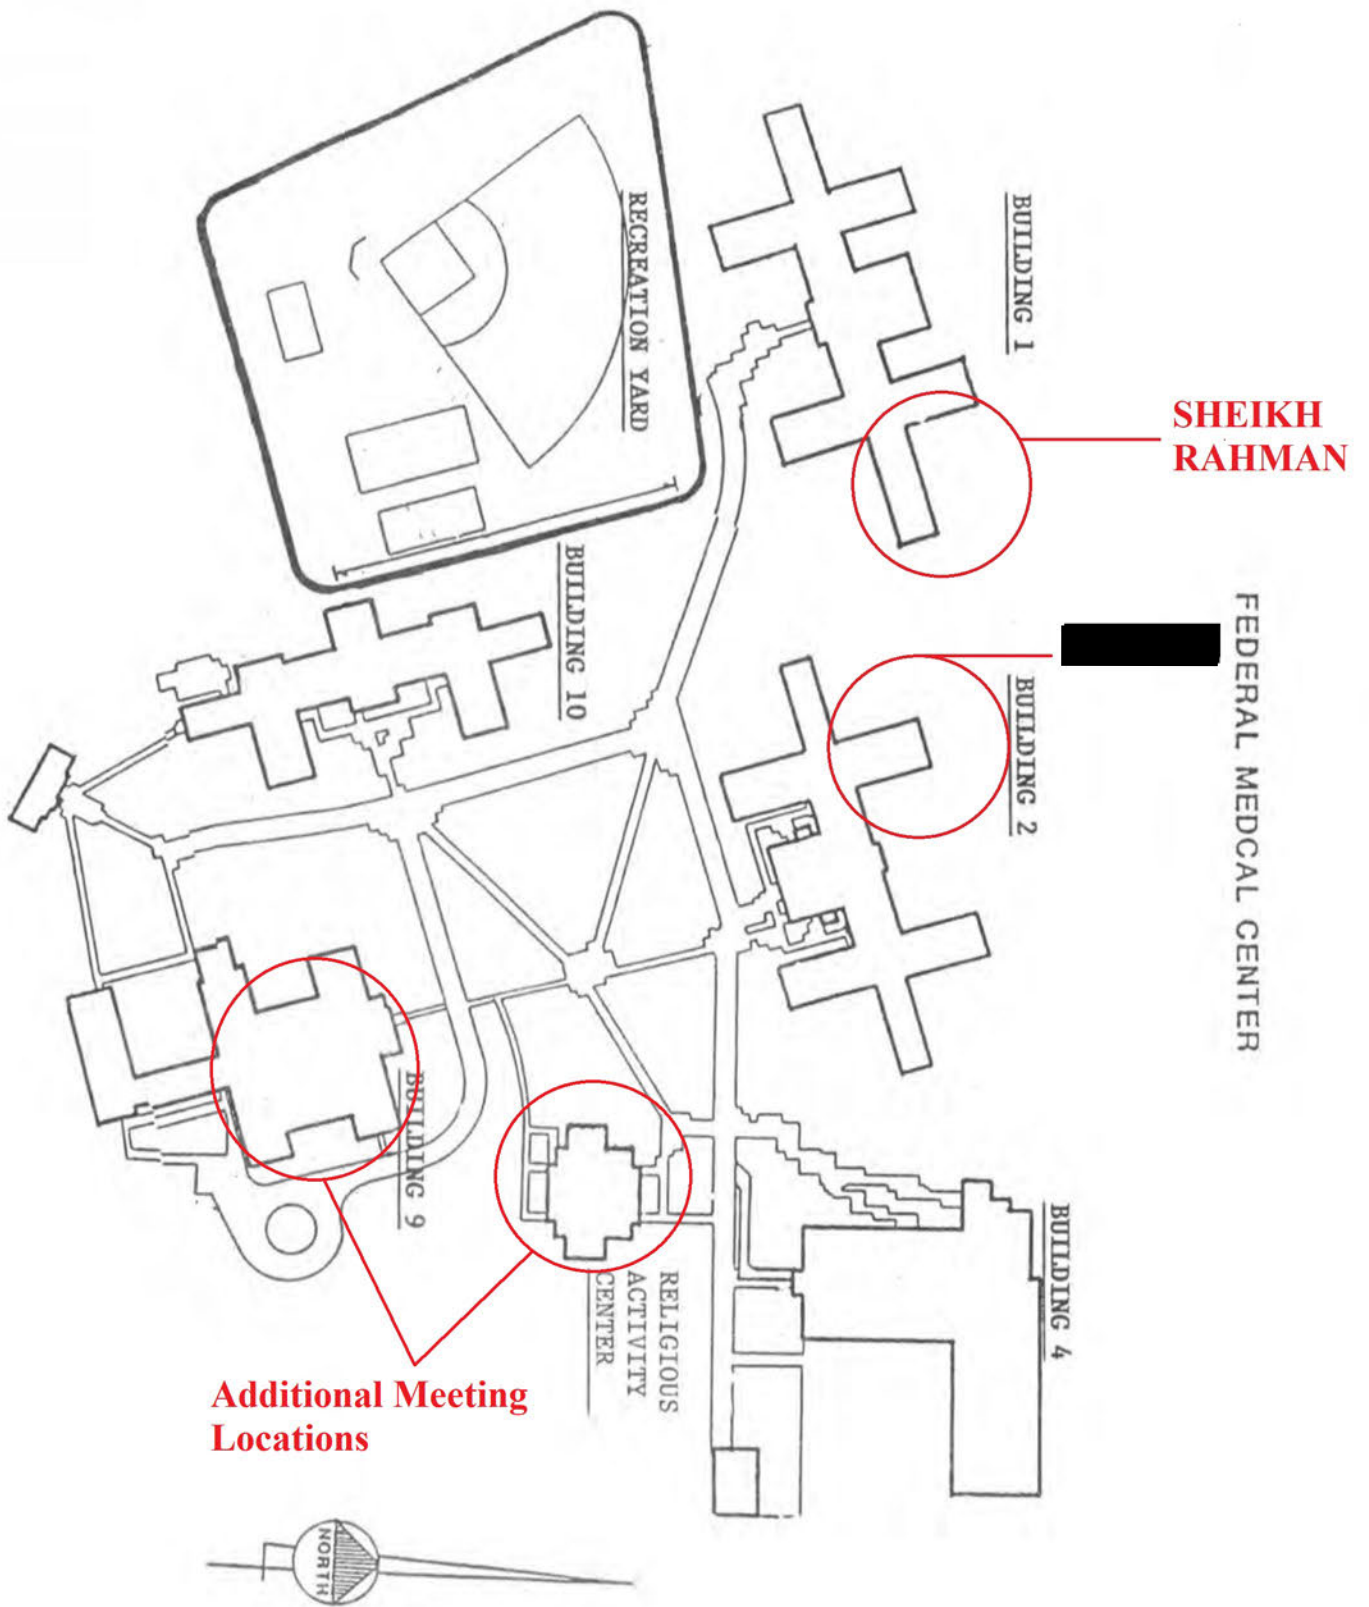 FEDERAL MEDCAL CENTER
BUILDING 1
SHEIKH
RAHMAN
RECREATION YARD
BUILDING 10
BUILDING 2
BUILDING 9
RELIGIOUS
ACTIVITY
CENTER
BUILDING 4
Additional Meeting
Locations
NORTH